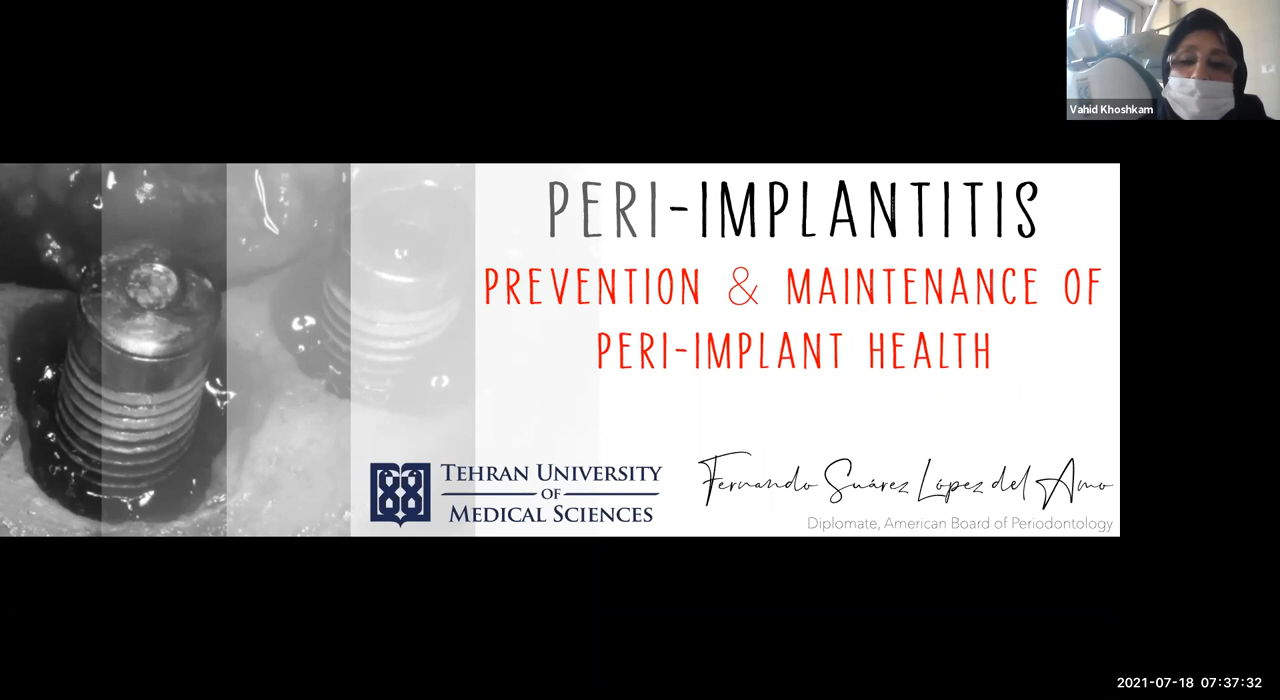 Vahid Khoshkam
PERI-IMPLANTITIS
PREVENTION & MAINTENANCE OF
PERI-IMPLANT HEALTH
TEHRAN UNIVERSITY
OF
MEDICAL SCIENCES
Fernando Suárez López del Amo
Diplomate, American Board of Periodontology
2021-07-18 07:37:32